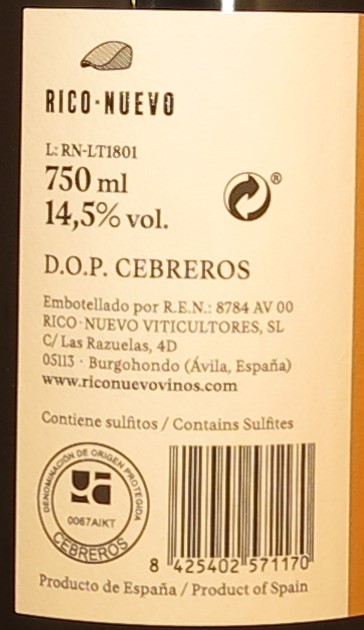 RICO·NUEVO
L: RN-LT1801
750 ml
14,5% vol.
®
D.O.P. CEBREROS
Embotellado por R.E.N.: 8784 AV 00
RICO·NUEVO VITICULTORES, SL
C/ Las Razuelas, 4D
05113 · Burgohondo (Ávila, España)
www.riconuevovinos.com
Contiene sulfitos / Contains Sulfites
DENOMINACIÓN DE ORIGEN PROTEGIDA
0067AIKT
CEBREROS
8 425402 571170
Producto de España / Product of Spain